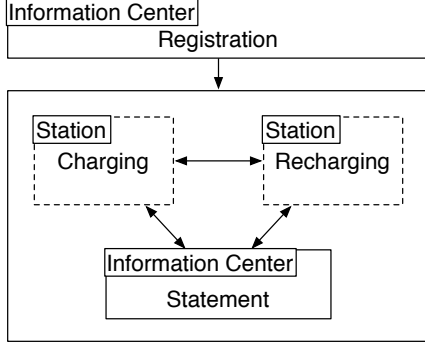 Information Center
Registration
Station
Station
Charging
Recharging
Information Center
Statement